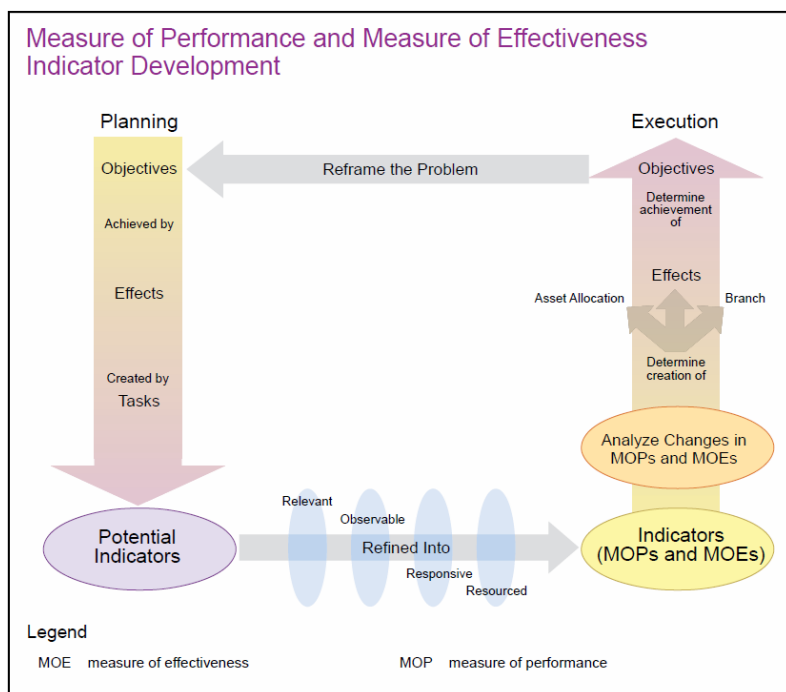 Measure of Performance and Measure of Effectiveness
Indicator Development
Planning
Execution
Objectives
Reframe the Problem
Objectives
Achieved by
Determine
achievement
of
Effects
Effects
Asset Allocation
Branch
Created by
Tasks
Determine
creation of
Analyze Changes in
MOPs and MOEs
Potential
Indicators
Relevant
Observable
Refined Into
Responsive
Resourced
Indicators
(MOPs and MOEs)
Legend
MOE measure of effectiveness
MOP measure of performance